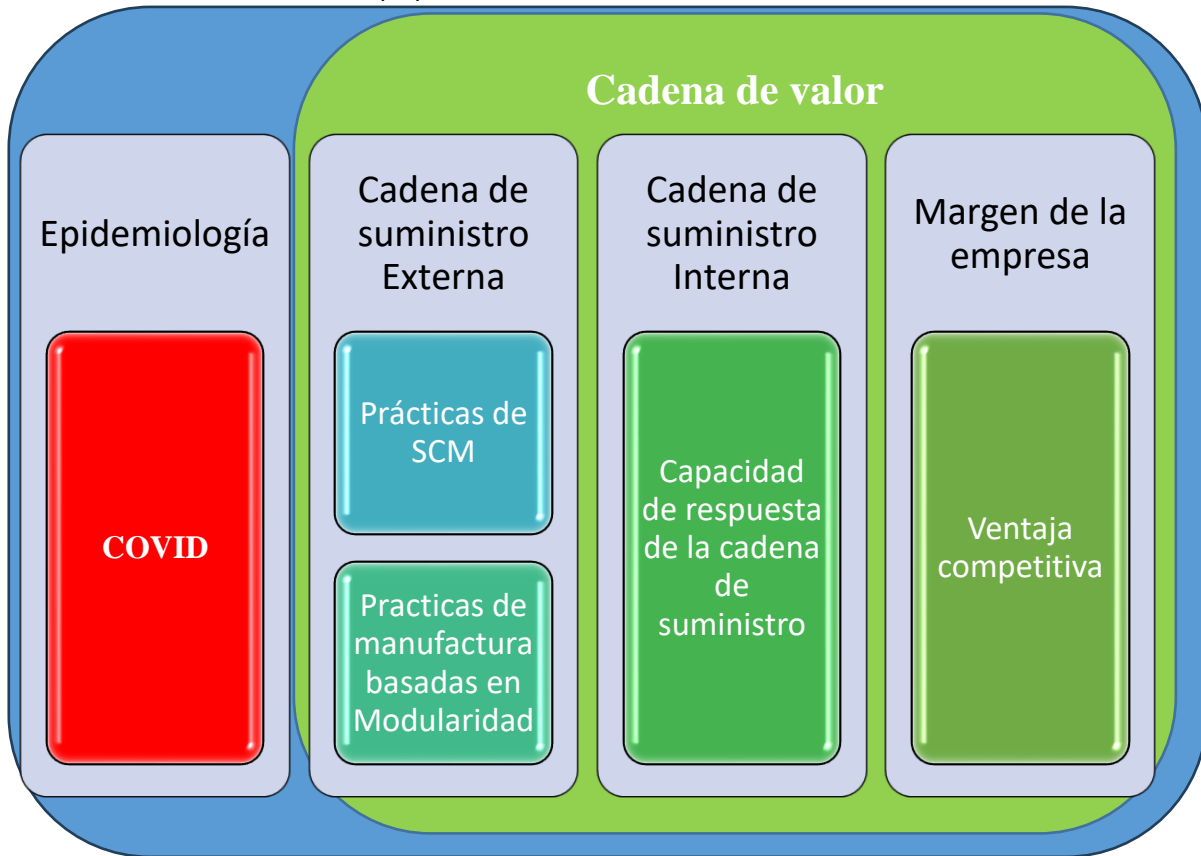 Cadena de valor
Epidemiología
COVID
Cadena de
suministro
Externa
Prácticas de
SCM
Practicas de
manufactura
basadas en
Modularidad
Cadena de
suministro
Interna
Capacidad
de respuesta
de la cadena
de
suministro
Margen de la
empresa
Ventaja
competitiva